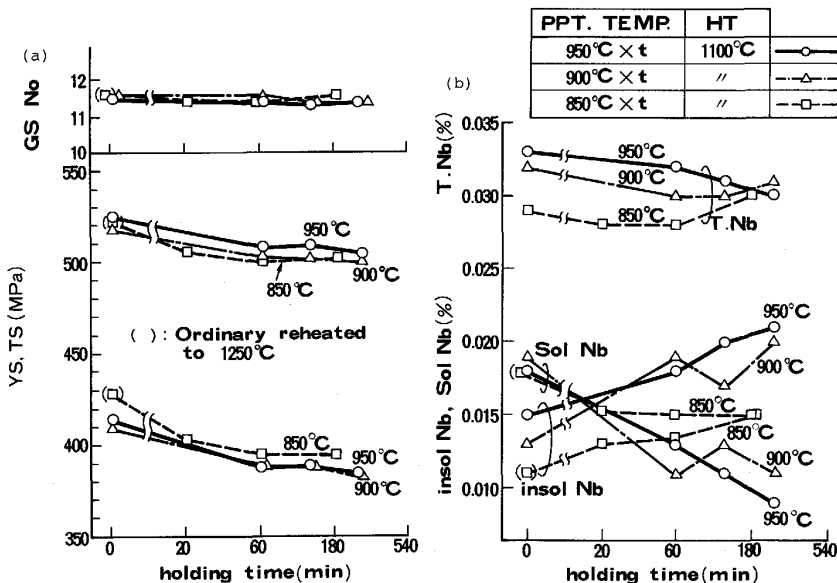 PPT. TEMP. HT
950°C × t 1100°C
900°C × t 〃
850°C × t 〃
(a)
GS No
12
11
10
YS, TS (MPa)
550
500
450
400
350
950°C
900°C
850°C
( ) : Ordinary reheated
to 1250°C
850°C
950°C
900°C
0 20 60 180 540
holding time(min)
(b)
T.Nb(%)
insol Nb, Sol Nb(%)
0.035
0.030
0.025
0.020
0.015
0.010
950°C
900°C
850°C
T.Nb
950°C
Sol Nb
900°C
850°C
850°C
900°C
insol Nb
950°C
0 20 60 180 540
holding time(min)